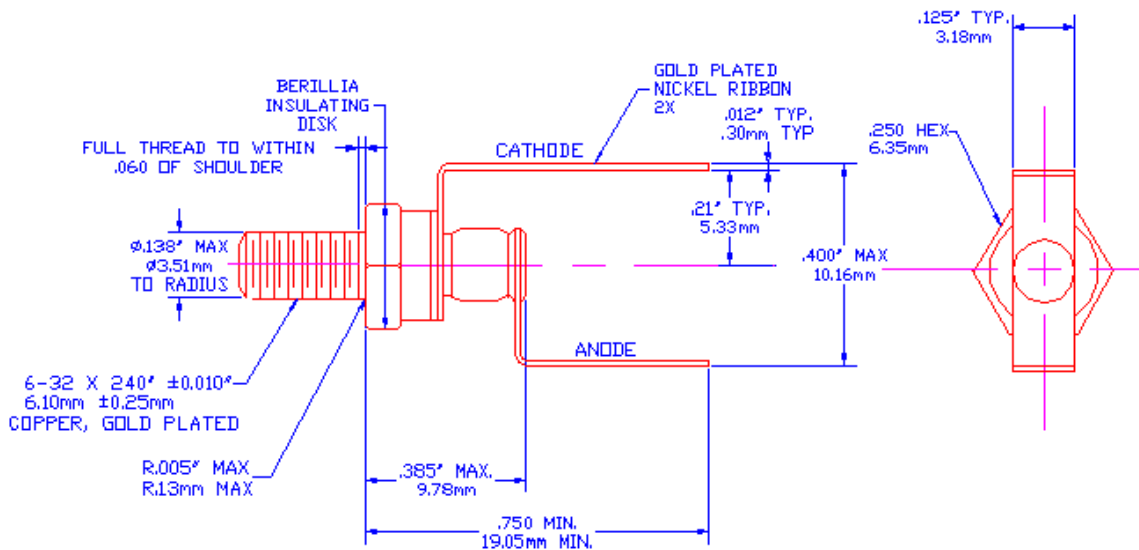 .125" TYP.
3.18mm
GOLD PLATED
NICKEL RIBBON
2X
BERILLIA
INSULATING
DISK
.012" TYP.
.30mm TYP
.250 HEX
6.35mm
FULL THREAD TO WITHIN
.060 OF SHOULDER
CATHODE
.21" TYP.
5.33mm
Ø.138" MAX
Ø3.51mm
TO RADIUS
.400" MAX
10.16mm
ANODE
6-32 X 240" ±0.010"
6.10mm ±0.25mm
COPPER, GOLD PLATED
R.005" MAX
R.13mm MAX
.385" MAX.
9.78mm
.750 MIN.
19.05mm MIN.